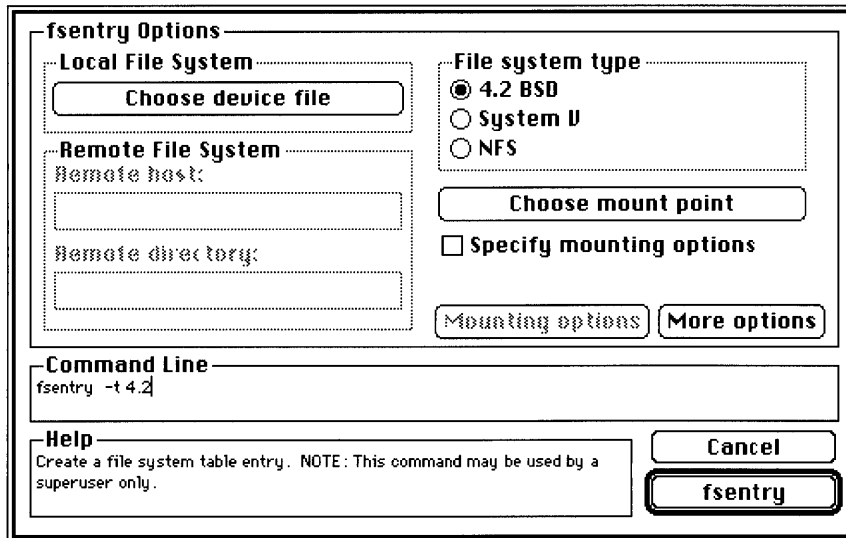 fsentry Options
Local File System
Choose device file
File system type
4.2 BSD
System V
NFS
Remote File System
Remote host:
Remote directory:
Choose mount point
Specify mounting options
Mounting options
More options
Command Line
fsentry -t 4.2
Help
Create a file system table entry. NOTE: This command may be used by a
superuser only.
Cancel
fsentry